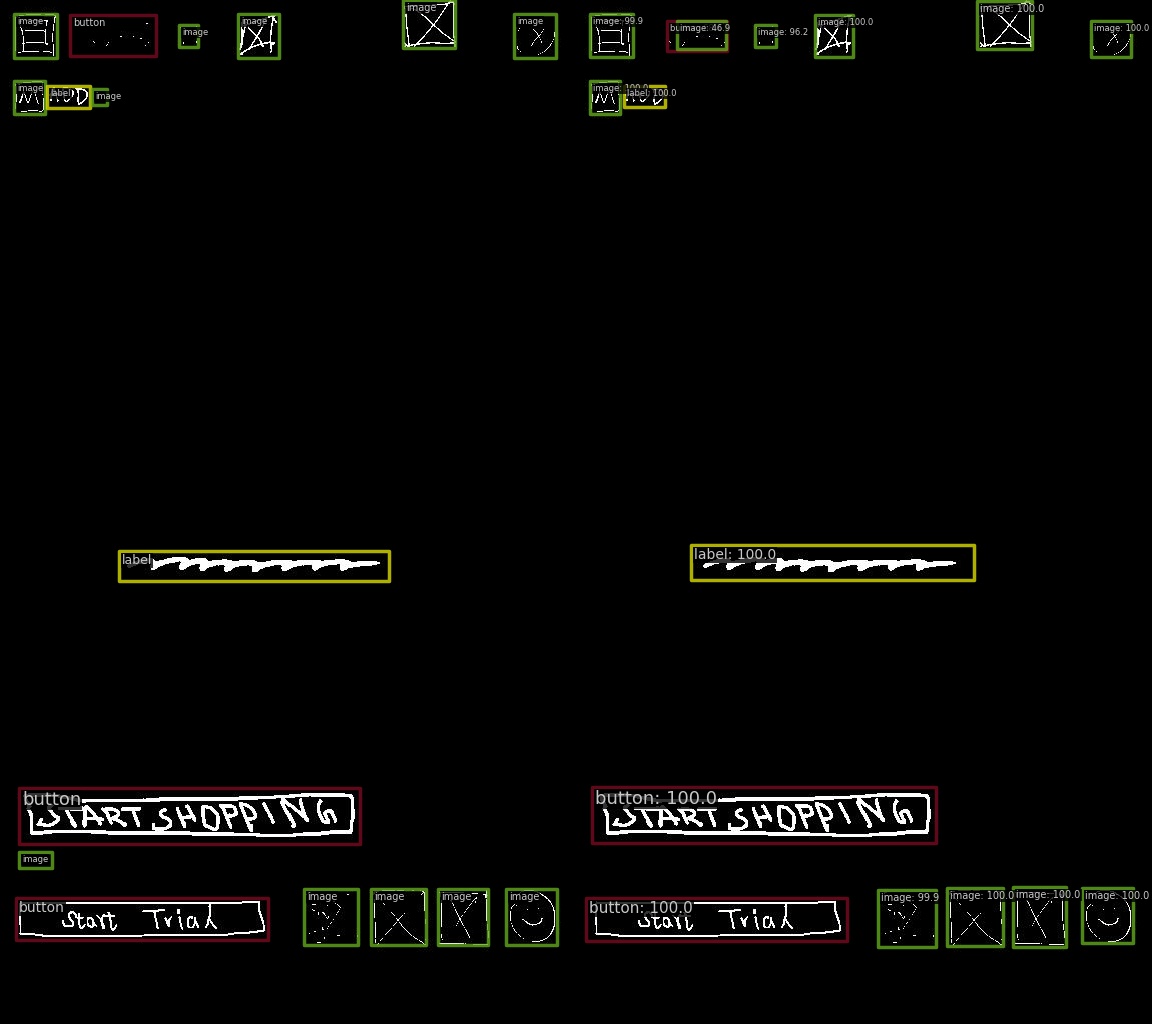 image button image image image image image: 99.9 image: 46.9 image: 96.2 image: 100.0 image: 100.0 image: 100.0
image label image image: 100.0 label: 100.0
label label: 100.0
button START SHOPPING button: 100.0 START SHOPPING
image
button Start Trial image image image image button: 100.0 Start Trial image: 99.9 image: 100.0 image: 100.0 image: 100.0